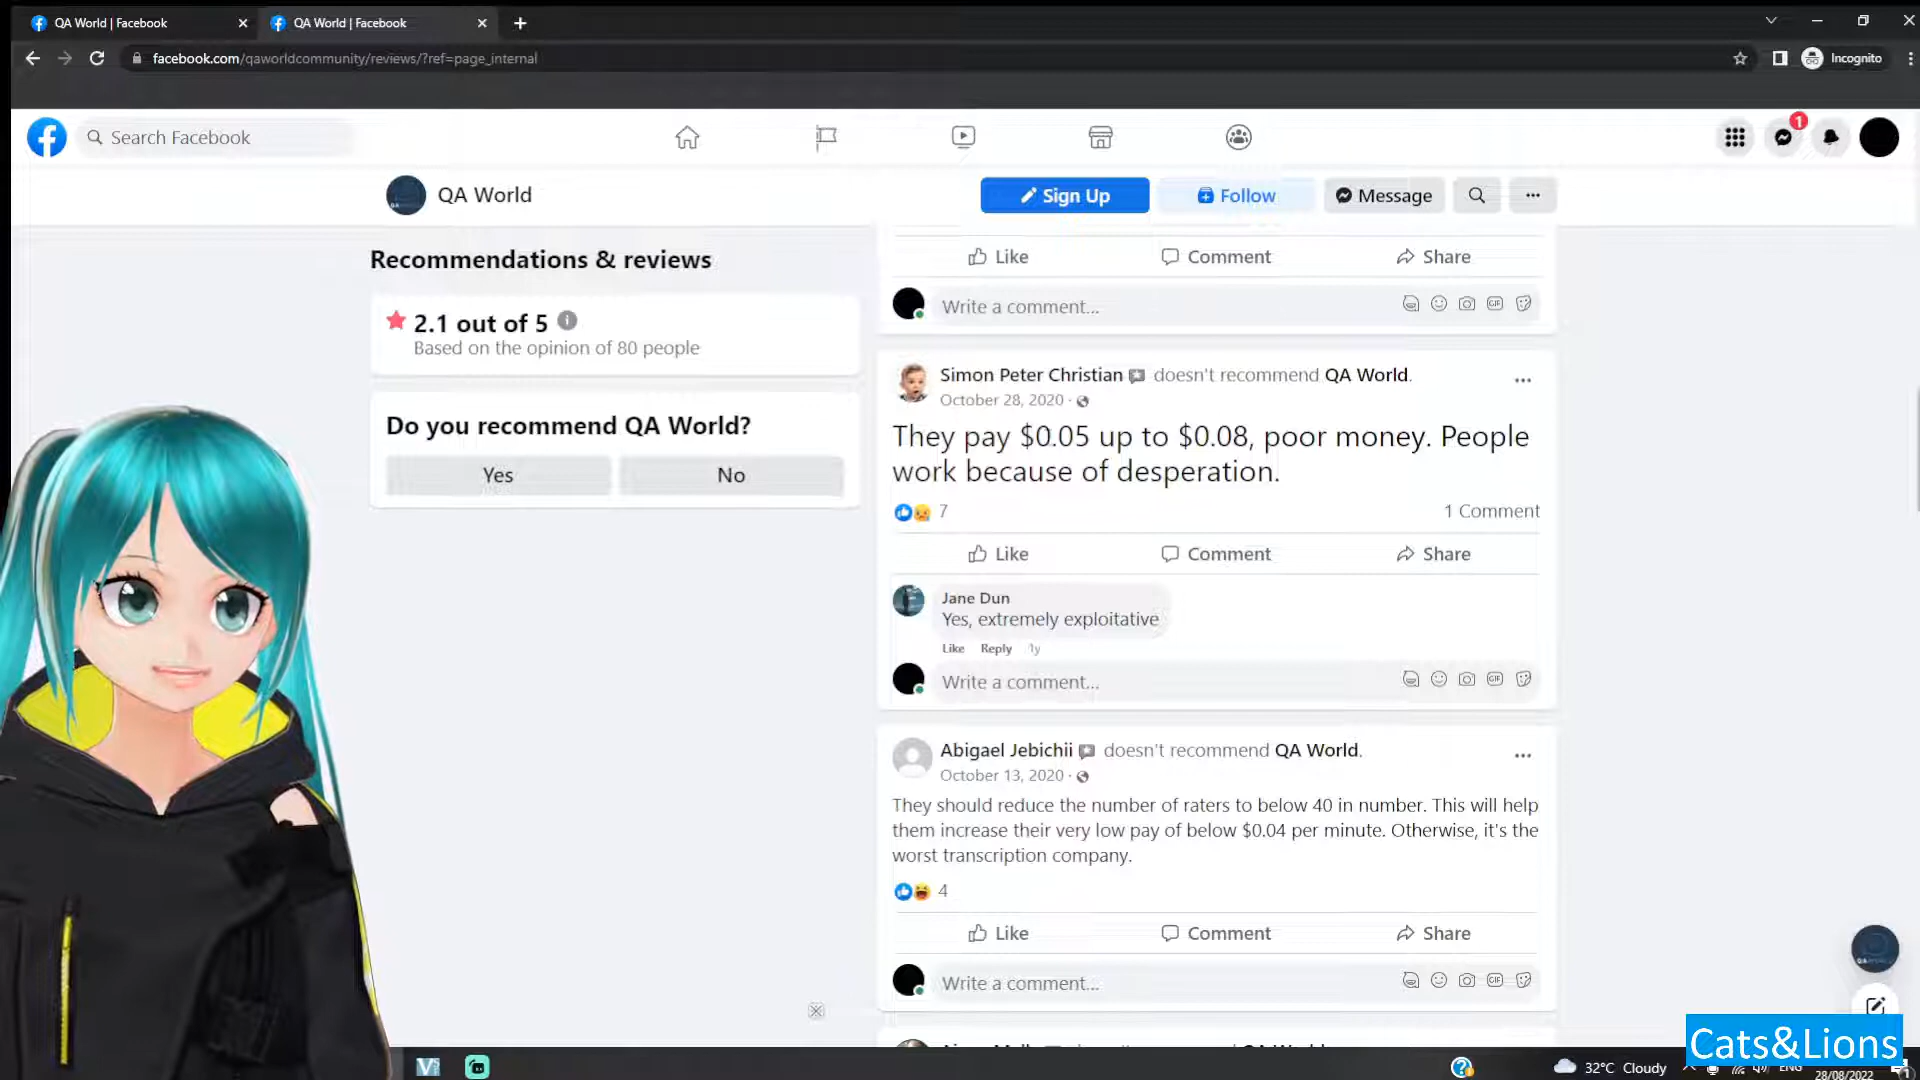 QA World | Facebook
QA World | Facebook
facebook.com/qaworldcommunity/reviews/?ref=page_internal
Incognito
Search Facebook
1
QA World
Sign Up
Follow
Message
Recommendations & reviews
2.1 out of 5
Based on the opinion of 80 people
Do you recommend QA World?
Yes
No
Like
Comment
Share
Write a comment...
GIF
Simon Peter Christian doesn't recommend QA World.
October 28, 2020 ·
They pay $0.05 up to $0.08, poor money. People
work because of desperation.
7
1 Comment
Like
Comment
Share
Jane Dun
Yes, extremely exploitative
Like Reply 1y
Write a comment...
GIF
Abigael Jebichii doesn't recommend QA World.
October 13, 2020 ·
They should reduce the number of raters to below 40 in number. This will help
them increase their very low pay of below $0.04 per minute. Otherwise, it's the
worst transcription company.
4
Like
Comment
Share
Write a comment...
GIF
Cats&Lions
32°C Cloudy
ENG
28/08/2022